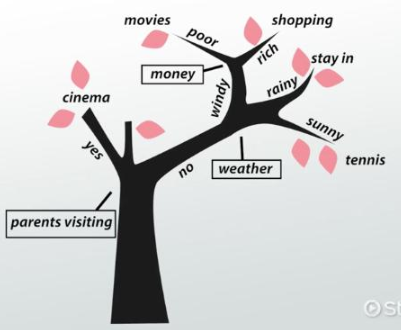 movies
shopping
poor
rich
stay in
money
cinema
windy
rainy
sunny
yes
no
weather
tennis
parents visiting